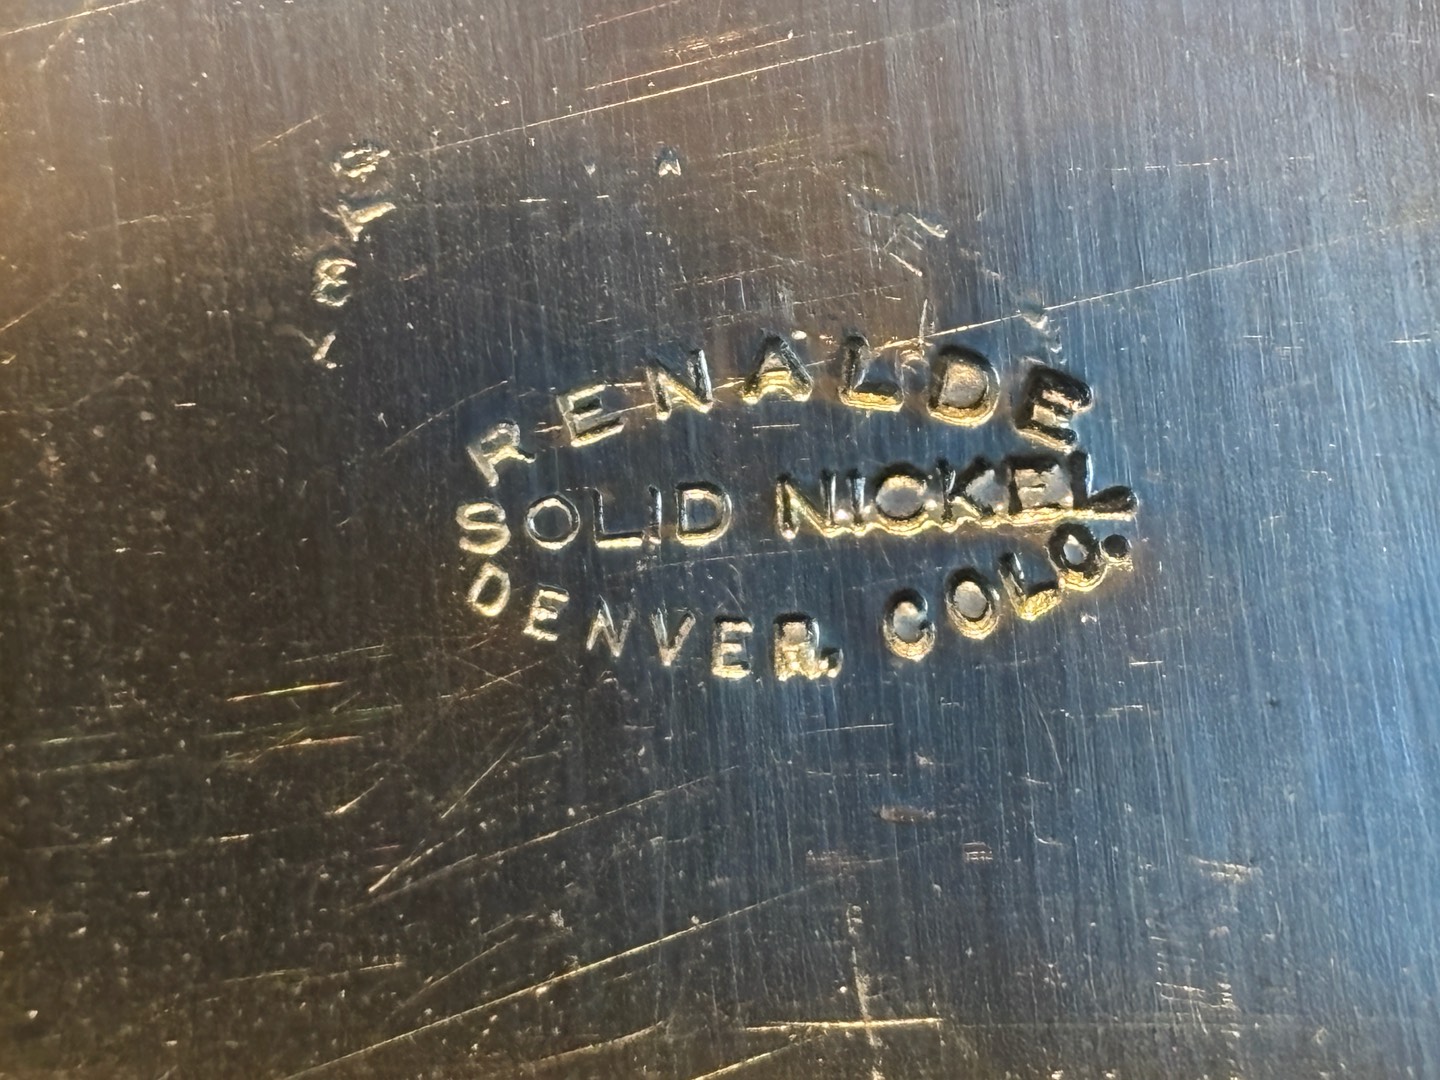 RENALDE
SOLID NICKEL
DENVER, COLO.